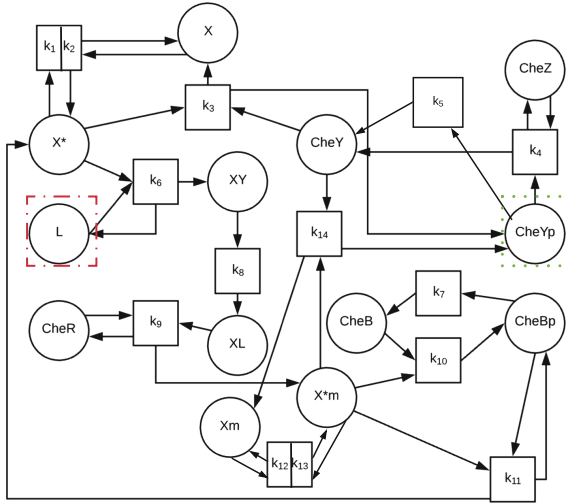 X
k1 k2
CheZ
k3
k5
X*
CheY
k4
k6
XY
L
k14
CheYp
k8
k7
CheR
k9
CheB
CheBp
XL
k10
X*m
Xm
k12 k13
k11